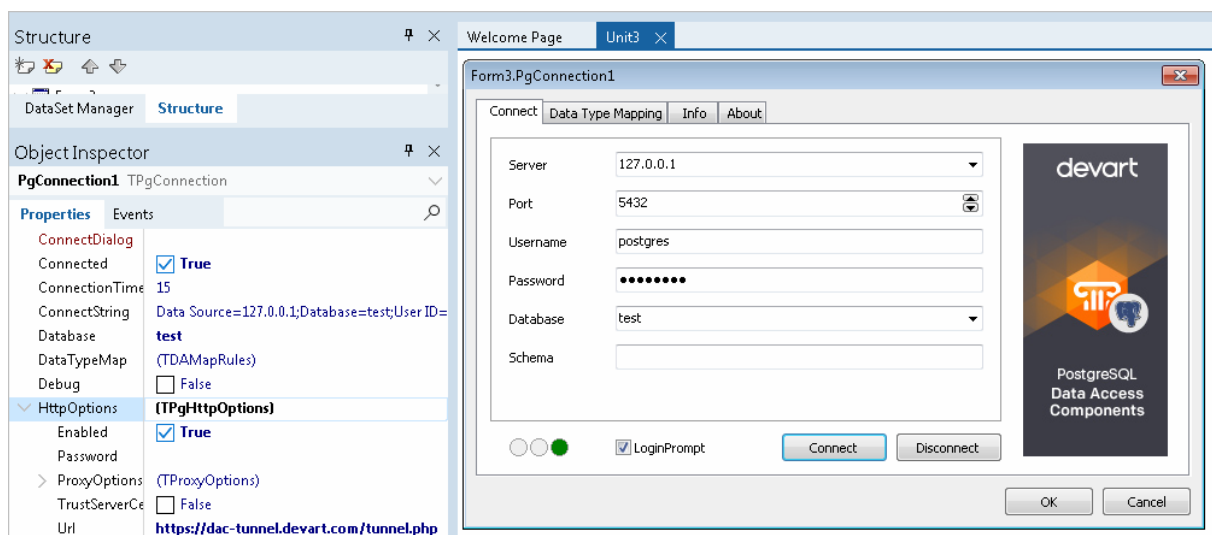 Structure
DataSet Manager Structure
Object Inspector
PgConnection1 TPgConnection
Properties Events
ConnectDialog
Connected True
ConnectionTime 15
ConnectString Data Source=127.0.0.1;Database=test;User ID=
Database test
DataTypeMap (TDAMapRules)
Debug False
HttpOptions (TPgHttpOptions)
Enabled True
Password
ProxyOptions (TProxyOptions)
TrustServerCe False
Url https://dac-tunnel.devart.com/tunnel.php
Welcome Page Unit3
Form3.PgConnection1
Connect Data Type Mapping Info About
Server 127.0.0.1
Port 5432
Username postgres
Password ●●●●●●●●
Database test
Schema
LoginPrompt Connect Disconnect
devart
PostgreSQL
Data Access
Components
OK Cancel